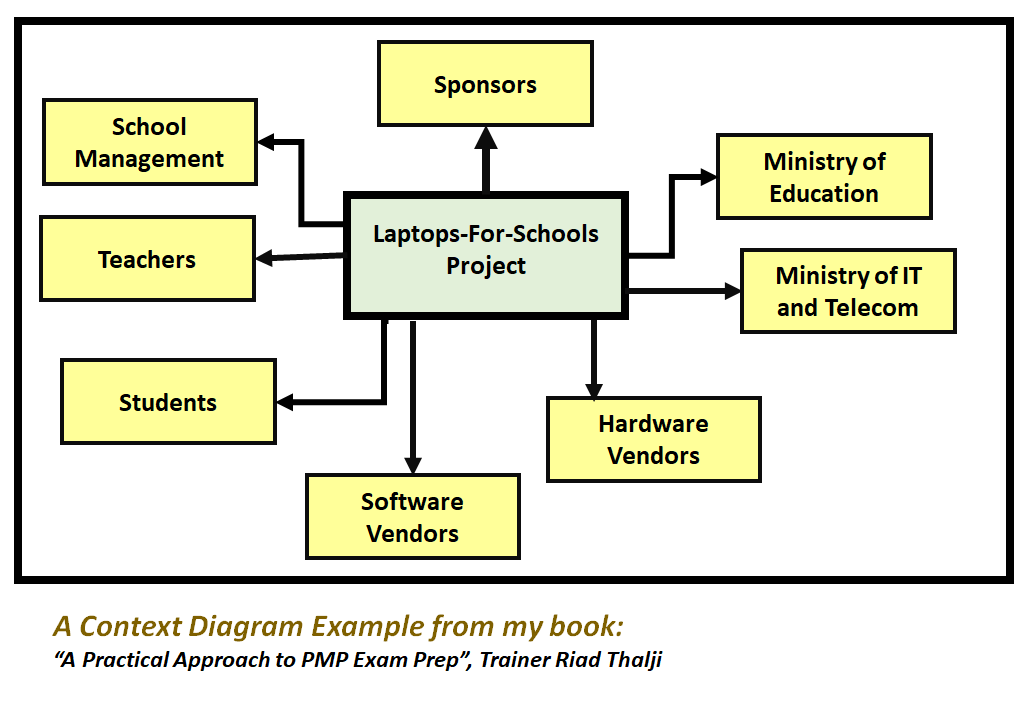 Sponsors
School
Management
Ministry of
Education
Laptops-For-Schools
Project
Teachers
Ministry of IT
and Telecom
Students
Hardware
Vendors
Software
Vendors
A Context Diagram Example from my book:
“A Practical Approach to PMP Exam Prep”, Trainer Riad Thalji